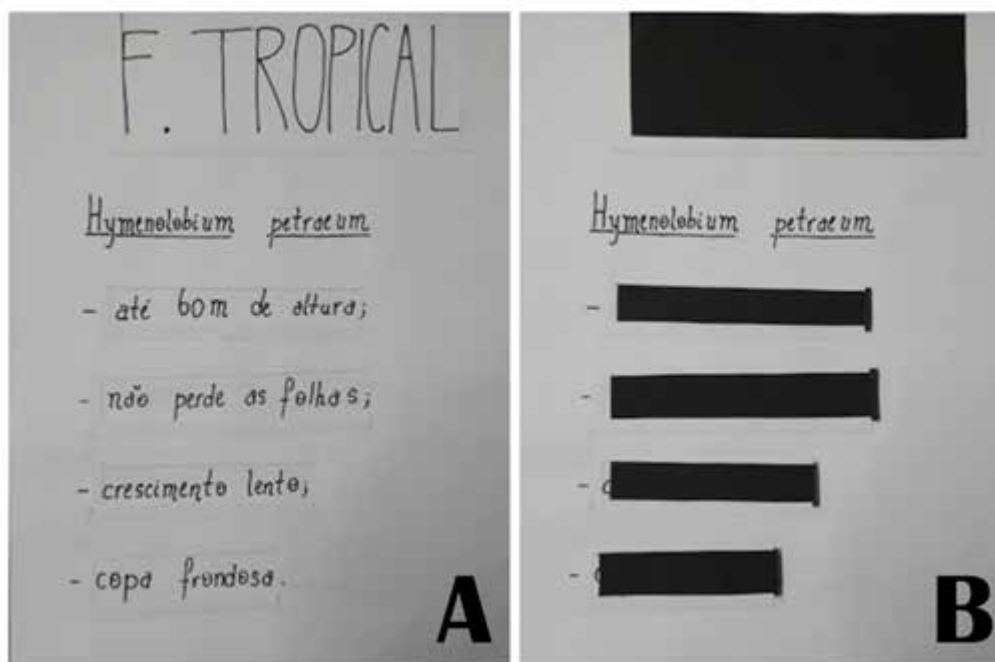 F. TROPICAL
Hymenolobium petraeum
- até 60m de altura;
- não perde as folhas;
- crescimento lento;
- copa frondosa.
A
Hymenolobium petraeum
-
-
- c
- c
B